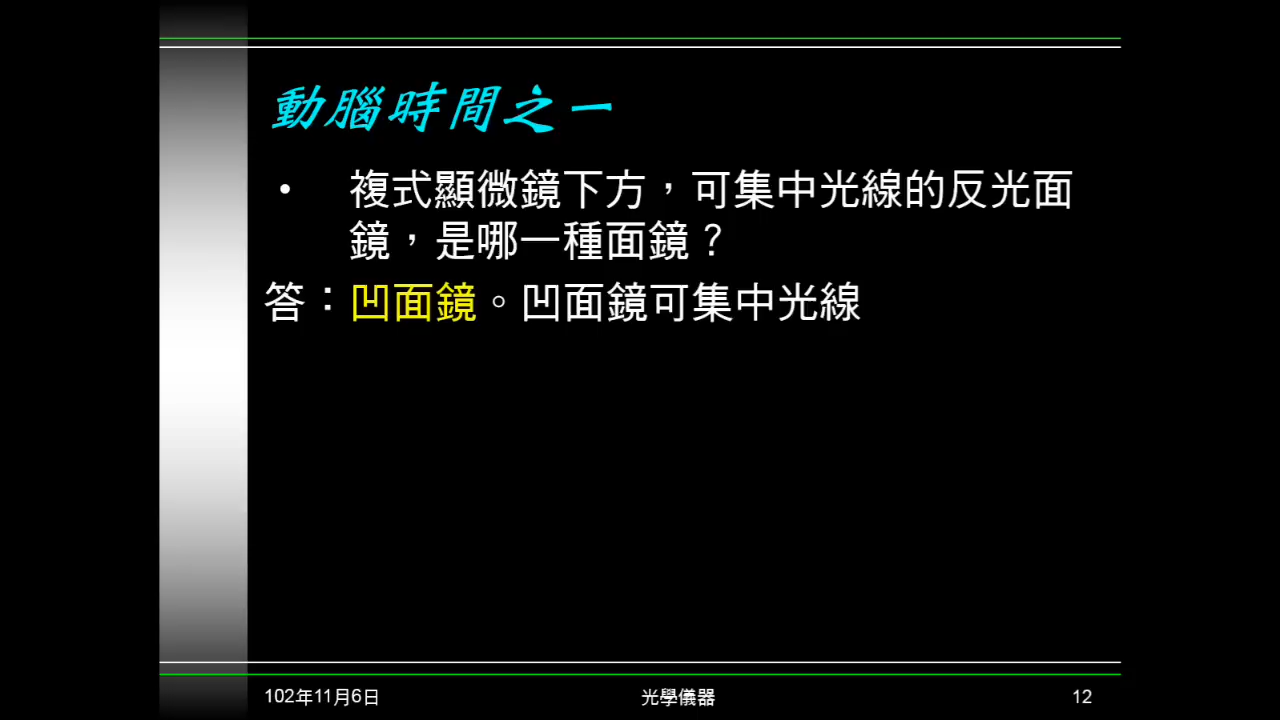 動腦時間之一
• 複式顯微鏡下方，可集中光線的反光面
鏡，是哪一種面鏡？
答：凹面鏡。凹面鏡可集中光線
102年11月6日 光學儀器 12